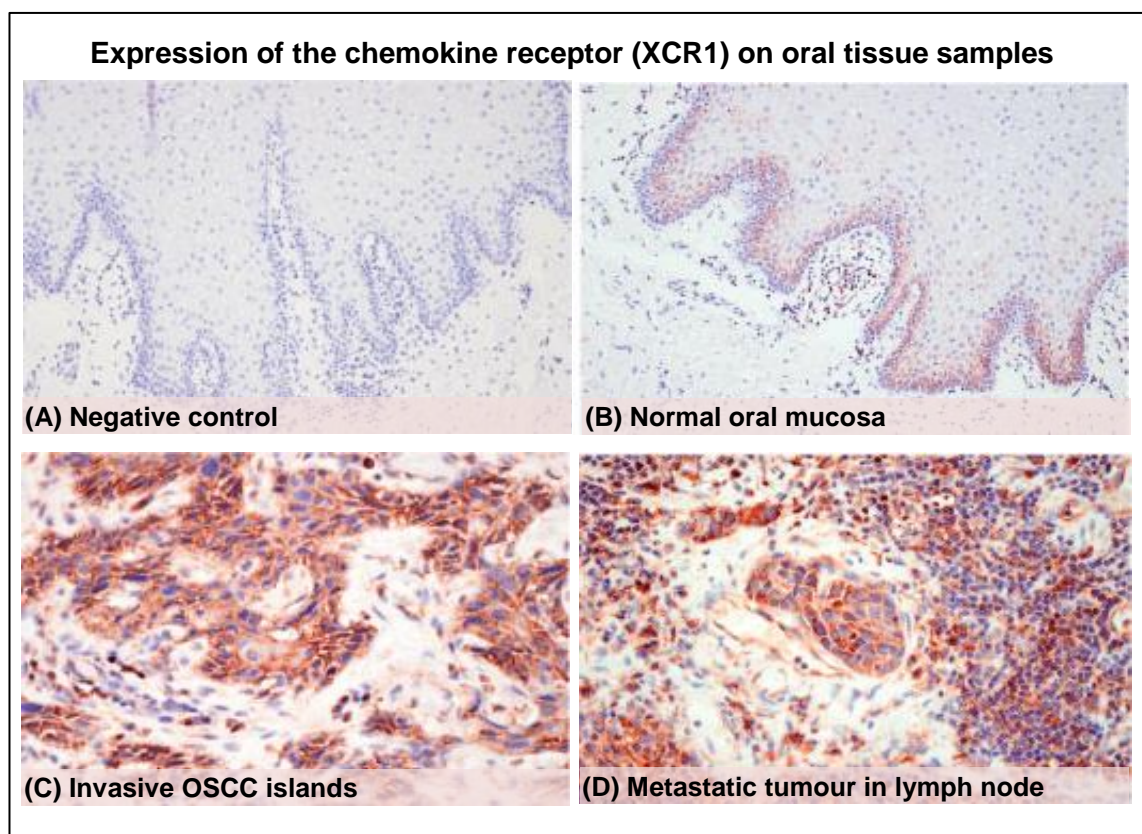 Expression of the chemokine receptor (XCR1) on oral tissue samples
(A) Negative control
(B) Normal oral mucosa
(C) Invasive OSCC islands
(D) Metastatic tumour in lymph node